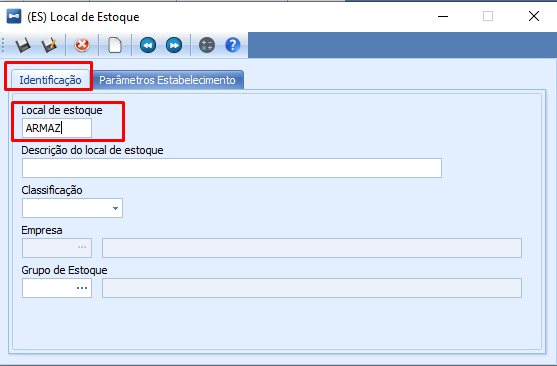 (ES) Local de Estoque
Identificação Parâmetros Estabelecimento
Local de estoque
ARMAZ
Descrição do local de estoque
Classificação
Empresa
Grupo de Estoque